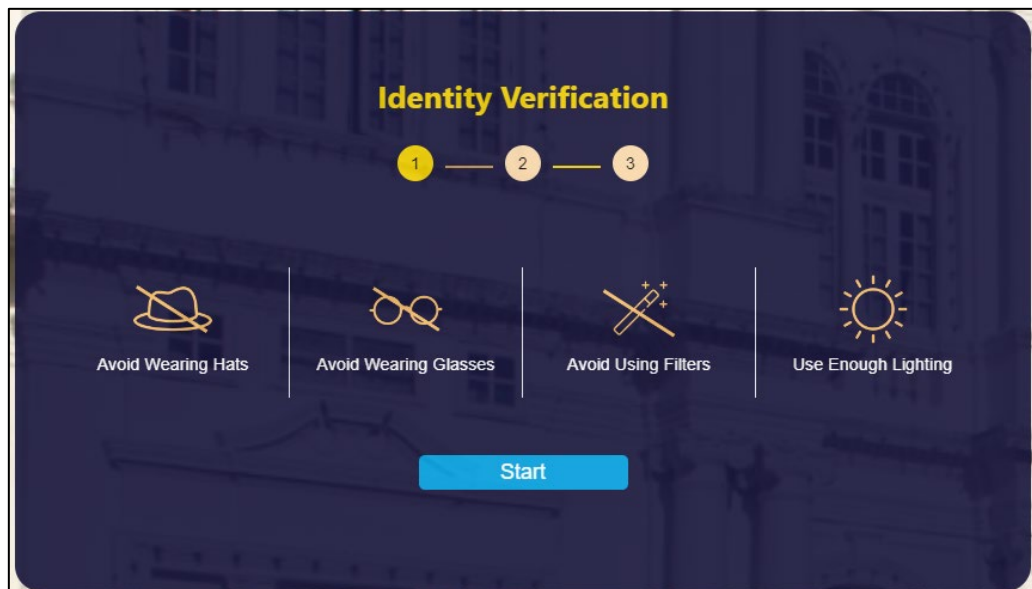 Identity Verification
1 2 3
Avoid Wearing Hats
Avoid Wearing Glasses
Avoid Using Filters
Use Enough Lighting
Start